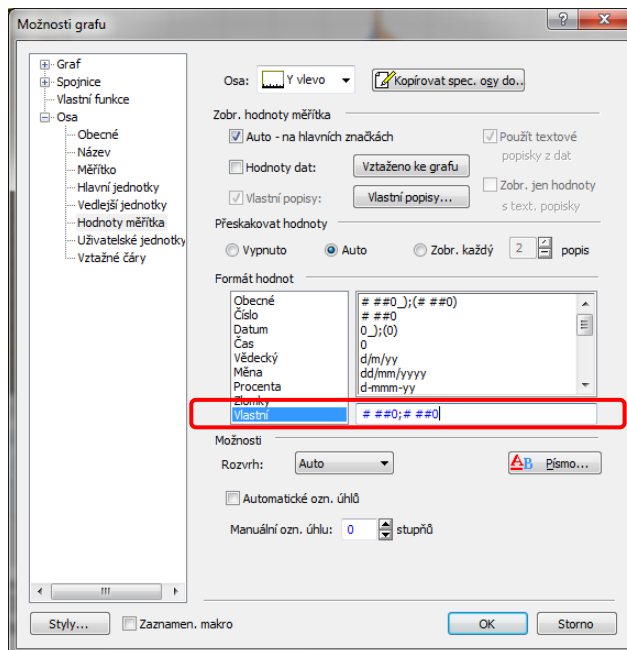 Možnosti grafu
Graf
Spojnice
Vlastní funkce
Osa
Obecné
Název
Měřítko
Hlavní jednotky
Vedlejší jednotky
Hodnoty měřítka
Uživatelské jednotky
Vztažné čáry
Osa: Y vlevo Kopírovat spec. osy do..
Zobr. hodnoty měřítka
Auto - na hlavních značkách Použít textové
popisky z dat
Hodnoty dat: Vztaženo ke grafu
Zobr. jen hodnoty
Vlastní popisy: Vlastní popisy...
s text. popisky
Přeskakovat hodnoty
Vypnuto Auto Zobr. každý 2 popis
Formát hodnot
Obecné
Číslo
Datum
Čas
Vědecký
Měna
Procenta
Zlomky
Vlastní
# ##0_);(# ##0)
# ##0
0_);(0)
0
d/m/yy
dd/mm/yyyy
d-mmm-yy
# ##0;# ##0
Možnosti
Rozvrh: Auto AB Písmo...
Automatické ozn. úhlů
Manuální ozn. úhlu: 0 stupňů
Styly... Zaznamen. makro OK Storno